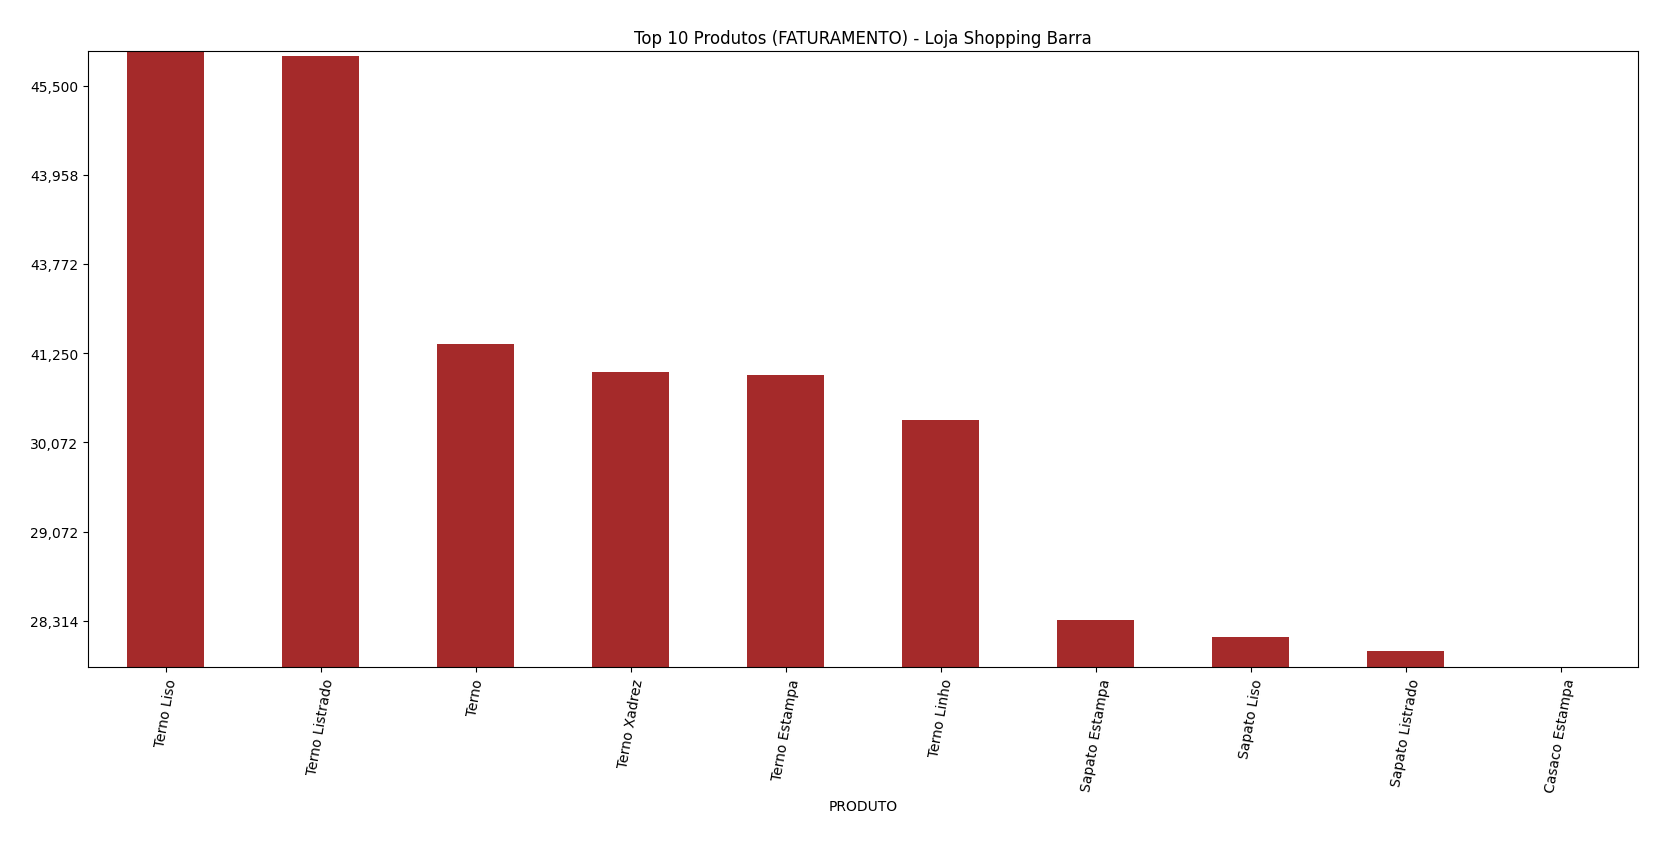 Top 10 Produtos (FATURAMENTO) - Loja Shopping Barra
45,500
43,958
43,772
41,250
30,072
29,072
28,314
Terno Liso
Terno Listrado
Terno
Terno Xadrez
Terno Estampa
Terno Linho
Sapato Estampa
Sapato Liso
Sapato Listrado
Casaco Estampa
PRODUTO